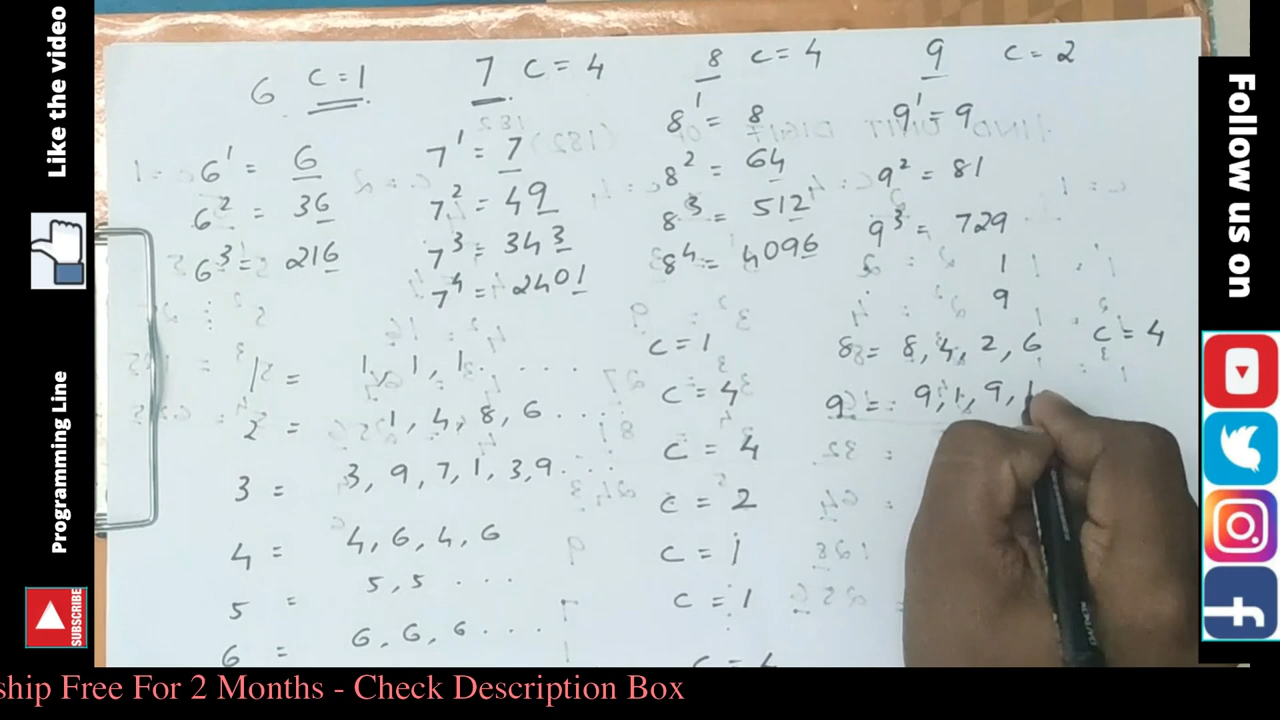 Like the video
Programming Line
SUBSCRIBE
6 c=1
6¹ = 6
6² = 36
6³ = 216
7 c = 4
7¹ = 7
7² = 49
7³ = 343
7⁴ = 2401
8 c = 4
8¹ = 8
8² = 64
8³ = 512
8⁴ = 4096
9 c = 2
9¹ = 9
9² = 81
9³ = 729
1
9
1 = 1, 1, 1. . . . . c = 1
2 = 1, 4, 8, 6 . . . c = 4
3 = 3, 9, 7, 1, 3, 9 . . . c = 4
4 = 4, 6, 4, 6 c = 2
5 = 5, 5 . . . c = 1
6 = 6, 6, 6 . . . c = 1
8 = 8, 4, 2, 6 c = 4
9 = 9, 1, 9, 1
Follow us on
ship Free For 2 Months - Check Description Box